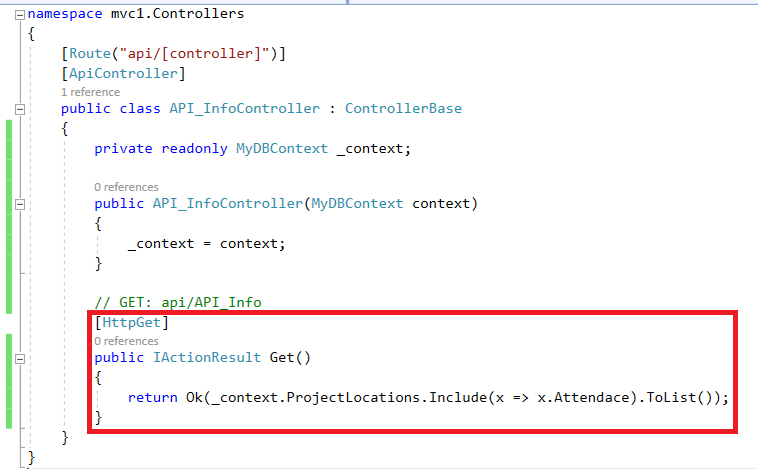 namespace mvc1.Controllers
{
[Route("api/[controller]")]
[ApiController]
1 reference
public class API_InfoController : ControllerBase
{
private readonly MyDBContext _context;
0 references
public API_InfoController(MyDBContext context)
{
_context = context;
}
// GET: api/API_Info
[HttpGet]
0 references
public IActionResult Get()
{
return Ok(_context.ProjectLocations.Include(x => x.Attendace).ToList());
}
}
}